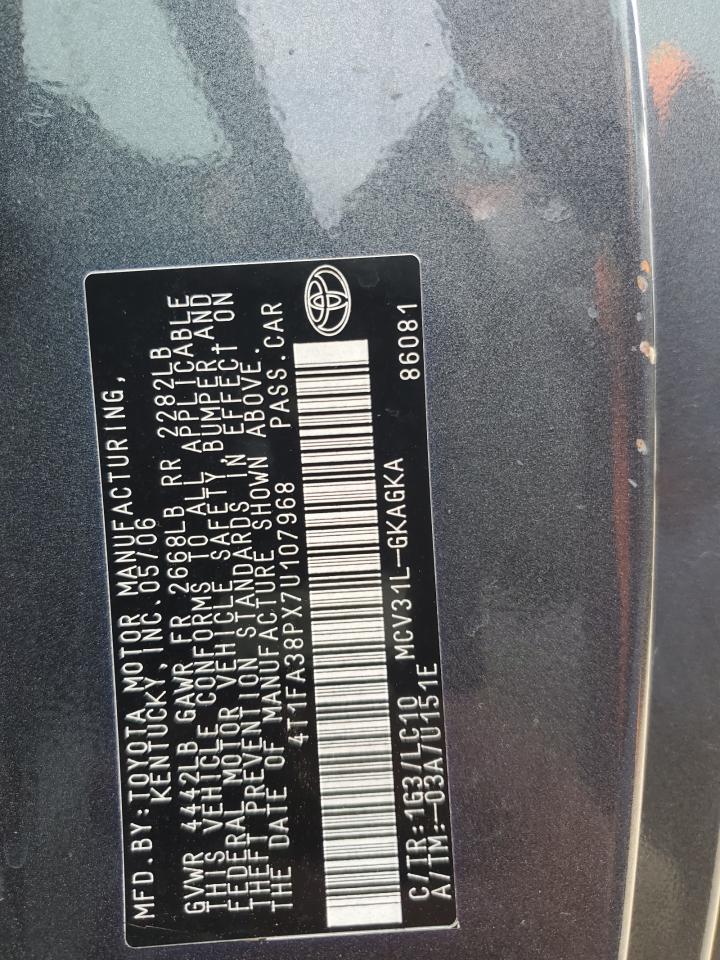 MFD.BY:TOYOTA MOTOR MANUFACTURING,
KENTUCKY, INC. 05/06
GVWR 4442LB GAWR FR 2668LB RR 2282LB
THIS VEHICLE CONFORMS TO ALL APPLICABLE
FEDERAL MOTOR VEHICLE SAFETY, BUMPER, AND
THEFT PREVENTION STANDARDS IN EFFECT ON
THE DATE OF MANUFACTURE SHOWN ABOVE.
4T1FA38PX7U107968 PASS.CAR
C/TR:1G3/LC10 MCV31L-GKAGKA 86081
A/TM:-03A/U151E